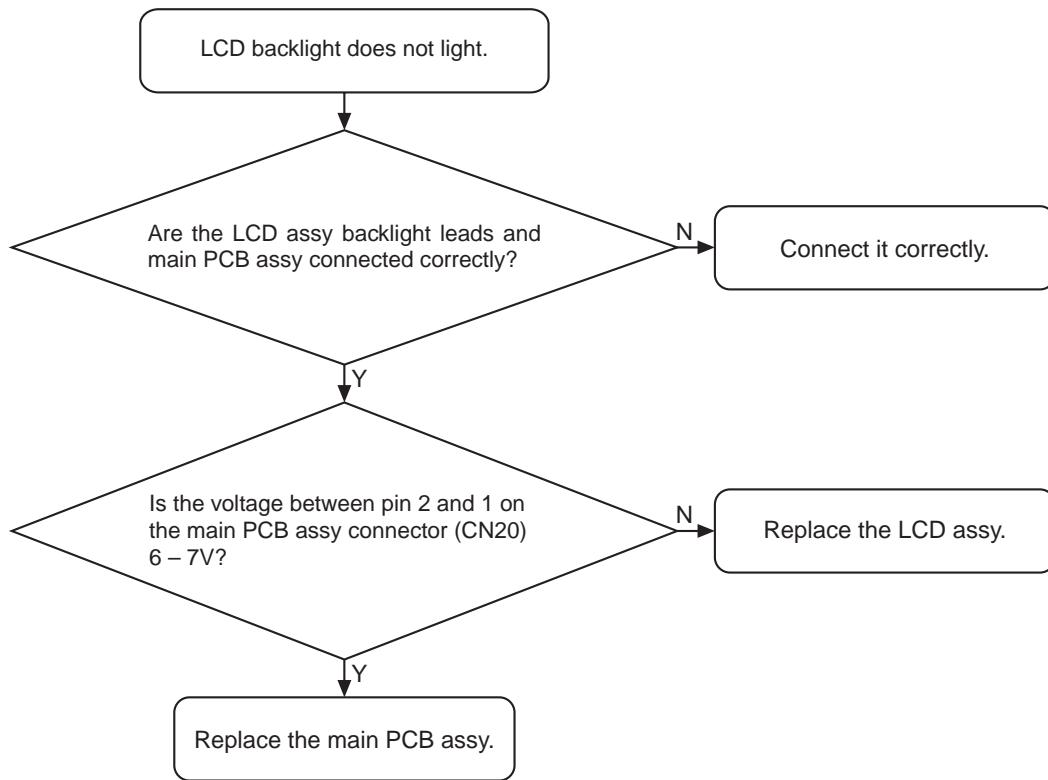 LCD backlight does not light.
Are the LCD assy backlight leads and
main PCB assy connected correctly?
N
Connect it correctly.
Y
Is the voltage between pin 2 and 1 on
the main PCB assy connector (CN20)
6 – 7V?
N
Replace the LCD assy.
Y
Replace the main PCB assy.